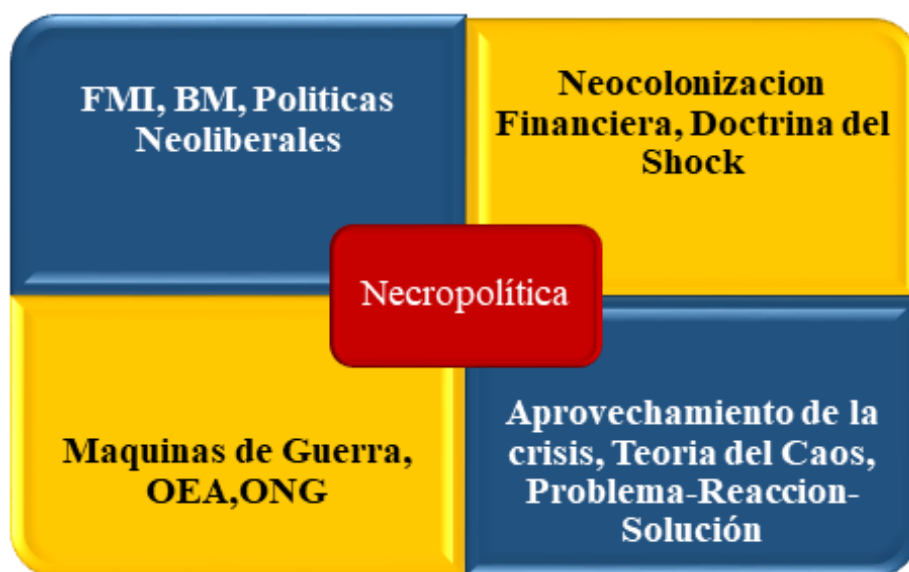 FMI, BM, Politicas
Neoliberales
Neocolonizacion
Financiera, Doctrina del
Shock
Necropolítica
Maquinas de Guerra,
OEA,ONG
Aprovechamiento de la
crisis, Teoria del Caos,
Problema-Reaccion-
Solución